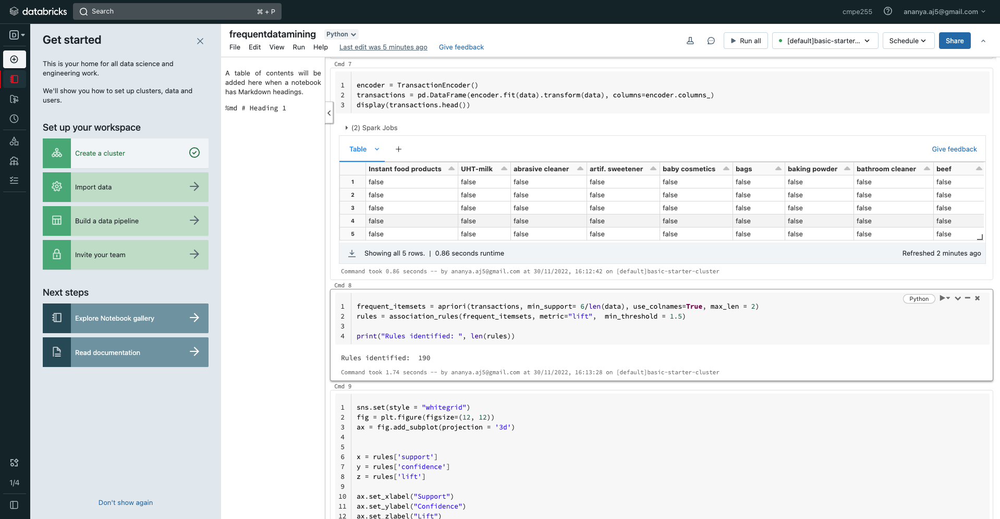 databricks
Search
⌘ + P
cmpe255
ananya.aj5@gmail.com
D
1/4
Get started
This is your home for all data science and
engineering work.
We'll show you how to set up clusters, data and
users.
Set up your workspace
Create a cluster
Import data
Build a data pipeline
Invite your team
Next steps
Explore Notebook gallery
Read documentation
Don't show again
frequentdatamining Python
File Edit View Run Help Last edit was 5 minutes ago Give feedback
Run all
[default]basic-starter...
Schedule
Share
A table of contents will be
added here when a notebook
has Markdown headings.
%md # Heading 1
Cmd 7
1 encoder = TransactionEncoder()
2 transactions = pd.DataFrame(encoder.fit(data).transform(data), columns=encoder.columns_)
3 display(transactions.head())
(2) Spark Jobs
Table +
Give feedback
Instant food products UHT-milk abrasive cleaner artif. sweetener baby cosmetics bags baking powder bathroom cleaner beef
1 false false false false false false false false false
2 false false false false false false false false false
3 false false false false false false false false false
4 false false false false false false false false false
5 false false false false false false false false false
Showing all 5 rows. | 0.86 seconds runtime
Refreshed 2 minutes ago
Command took 0.86 seconds -- by ananya.aj5@gmail.com at 30/11/2022, 16:12:42 on [default]basic-starter-cluster
Cmd 8
Python
1 frequent_itemsets = apriori(transactions, min_support= 6/len(data), use_colnames=True, max_len = 2)
2 rules = association_rules(frequent_itemsets, metric="lift",  min_threshold = 1.5)
3
4 print("Rules identified: ", len(rules))
Rules identified:  190
Command took 1.74 seconds -- by ananya.aj5@gmail.com at 30/11/2022, 16:13:28 on [default]basic-starter-cluster
Cmd 9
1 sns.set(style = "whitegrid")
2 fig = plt.figure(figsize=(12, 12))
3 ax = fig.add_subplot(projection = '3d')
4
5
6 x = rules['support']
7 y = rules['confidence']
8 z = rules['lift']
9
10 ax.set_xlabel("Support")
11 ax.set_ylabel("Confidence")
12 ax.set_zlabel("Lift")